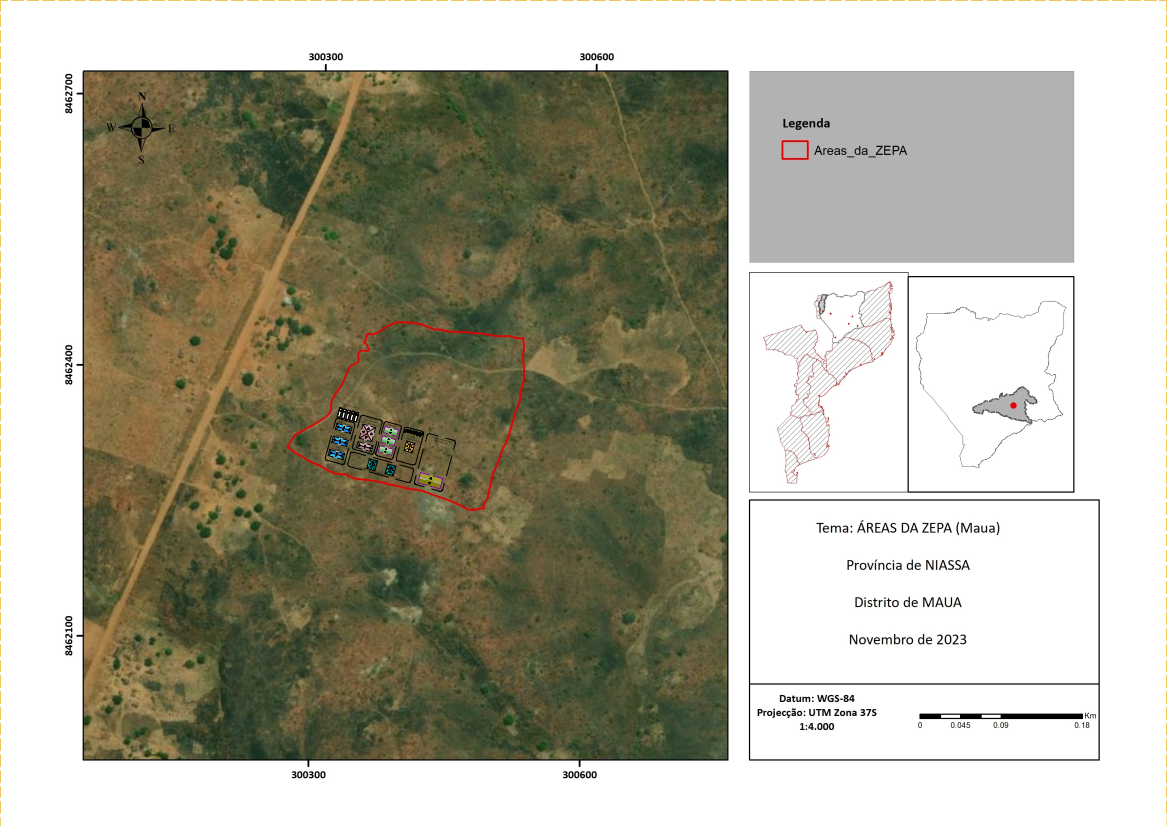 300300
600600
8462700
8462400
8462100
N
W
E
S
300300
300600
Legenda
Areas_da_ZEPA
Tema: ÁREAS DA ZEPA (Maua)
Província de NIASSA
Distrito de MAUA
Novembro de 2023
Datum: WGS-84
Projecção: UTM Zona 37S
1:4.000
Km
0 0.045 0.09 0.18